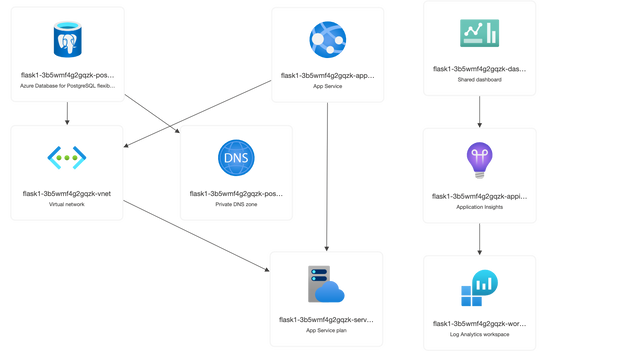 flask1-3b5wmf4g2gqzk-pos...
Azure Database for PostgreSQL flexib...
flask1-3b5wmf4g2gqzk-app...
App Service
flask1-3b5wmf4g2gqzk-das...
Shared dashboard
flask1-3b5wmf4g2gqzk-vnet
Virtual network
DNS
flask1-3b5wmf4g2gqzk-pos...
Private DNS zone
flask1-3b5wmf4g2gqzk-appi...
Application Insights
flask1-3b5wmf4g2gqzk-serv...
App Service plan
flask1-3b5wmf4g2gqzk-wor...
Log Analytics workspace